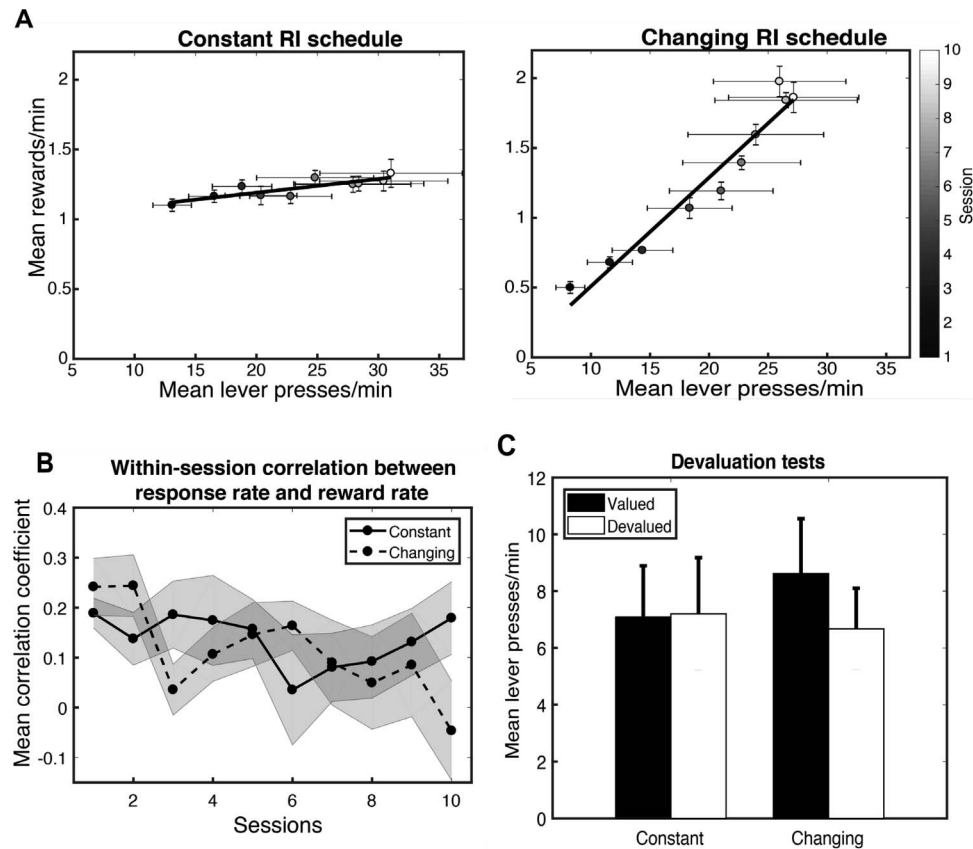 A
Constant RI schedule
Mean rewards/min
2
1.5
1
0.5
0
5 10 15 20 25 30 35
Mean lever presses/min
Changing RI schedule
2
1.5
1
0.5
0
5 10 15 20 25 30 35
Mean lever presses/min
10
9
8
7
6
5
4
3
2
1
Session
B
Within-session correlation between
response rate and reward rate
Mean correlation coefficient
0.4
0.3
0.2
0.1
0
-0.1
Constant
Changing
2 4 6 8 10
Sessions
C
Devaluation tests
Mean lever presses/min
12
10
8
6
4
2
0
Valued
Devalued
Constant Changing